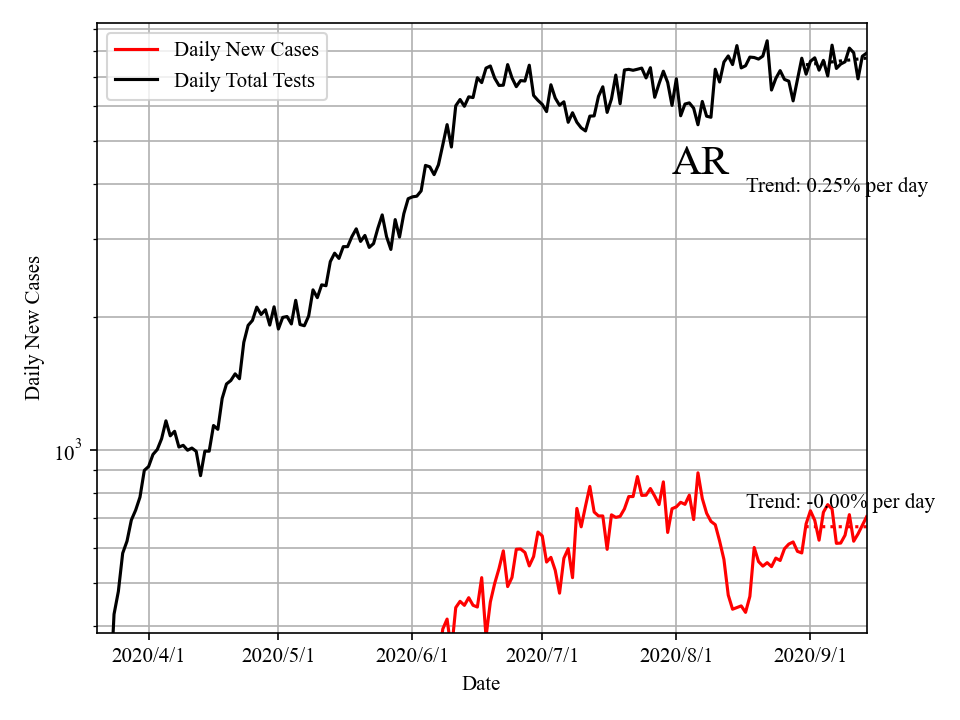 Daily New Cases
Daily Total Tests
AR
Trend: 0.25% per day
Trend: -0.00% per day
Daily New Cases
10³
2020/4/1 2020/5/1 2020/6/1 2020/7/1 2020/8/1 2020/9/1
Date